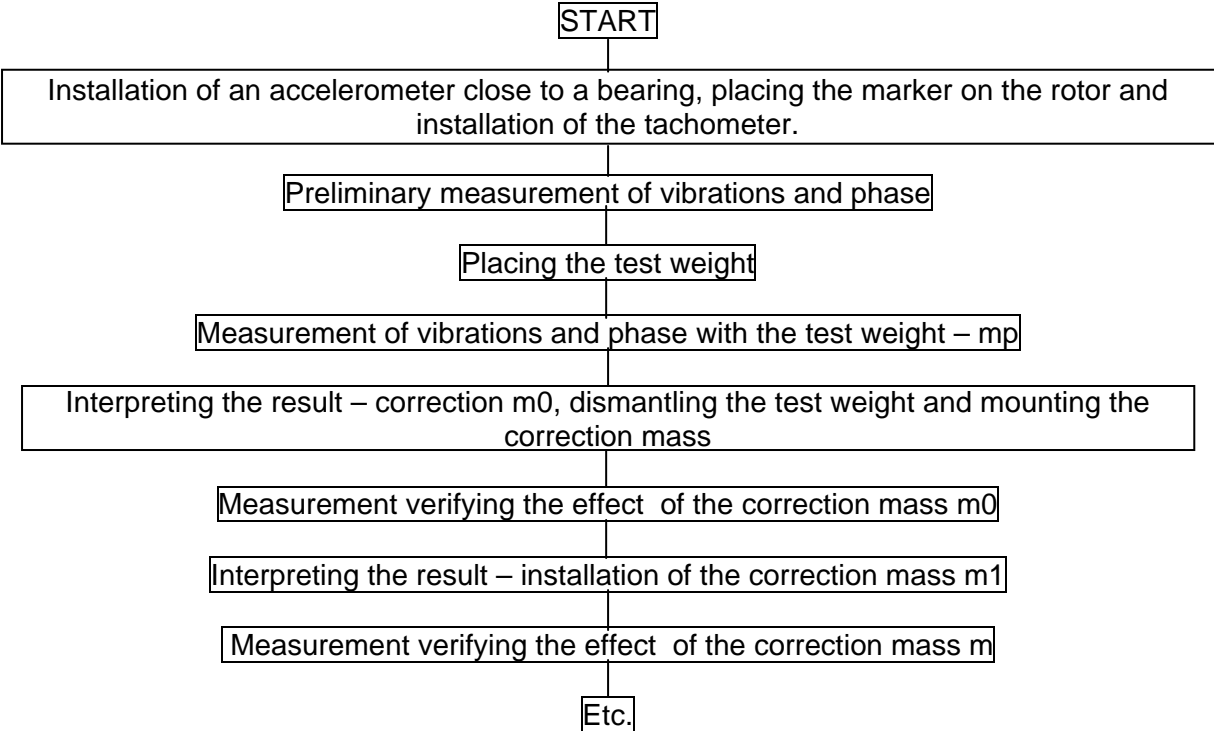 START
Installation of an accelerometer close to a bearing, placing the marker on the rotor and
installation of the tachometer.
Preliminary measurement of vibrations and phase
Placing the test weight
Measurement of vibrations and phase with the test weight – mp
Interpreting the result – correction m0, dismantling the test weight and mounting the
correction mass
Measurement verifying the effect  of the correction mass m0
Interpreting the result – installation of the correction mass m1
Measurement verifying the effect  of the correction mass m
Etc.